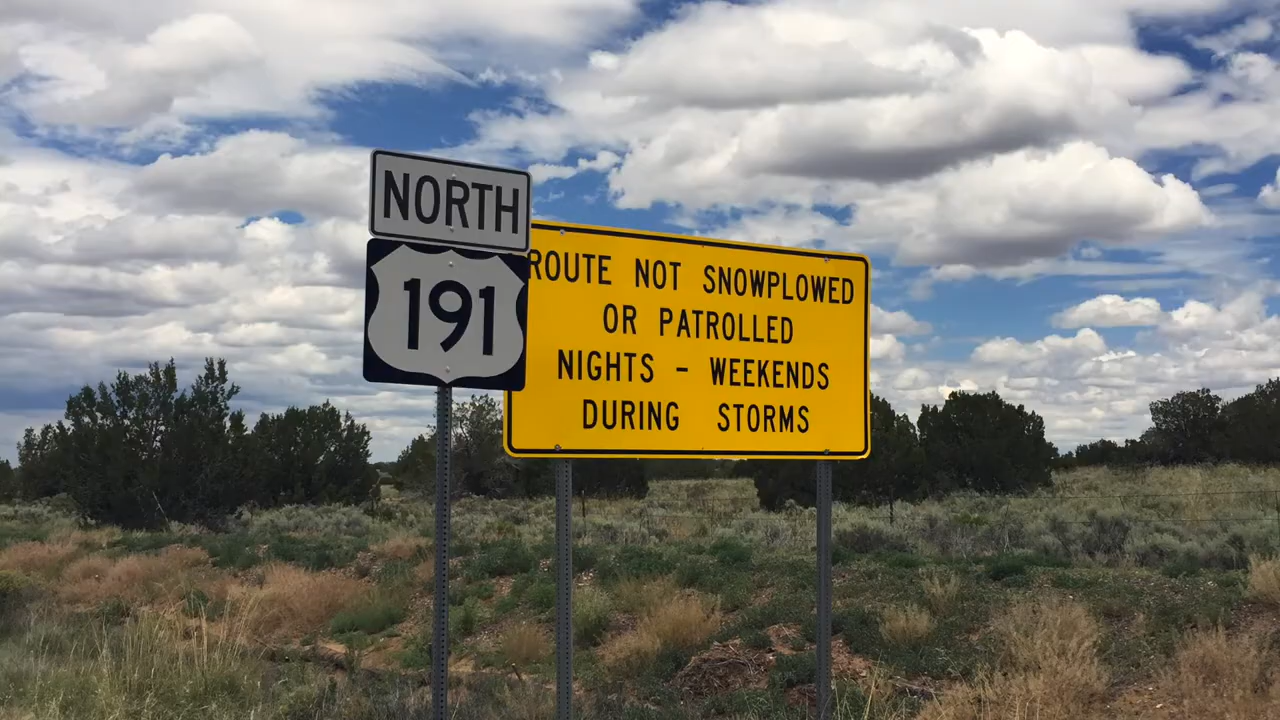 NORTH
191
ROUTE NOT SNOWPLOWED
OR PATROLLED
NIGHTS - WEEKENDS
DURING STORMS